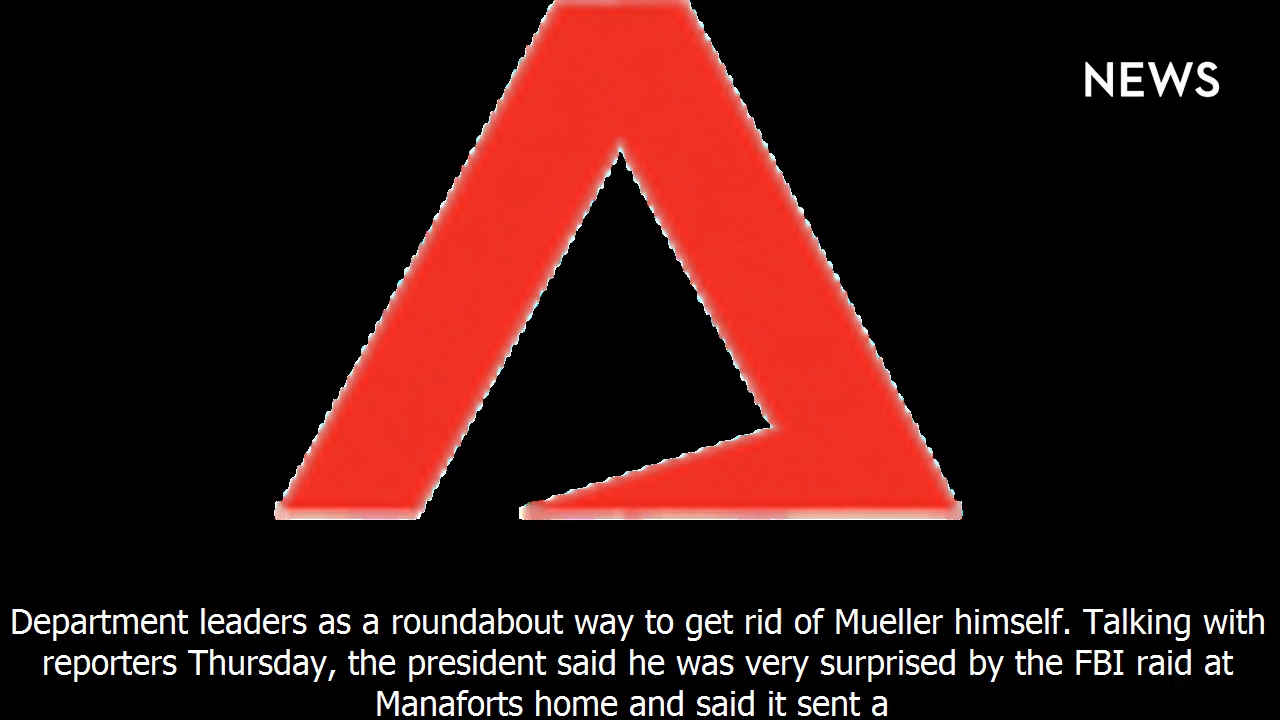 NEWS
Department leaders as a roundabout way to get rid of Mueller himself. Talking with
reporters Thursday, the president said he was very surprised by the FBI raid at
Manaforts home and said it sent a